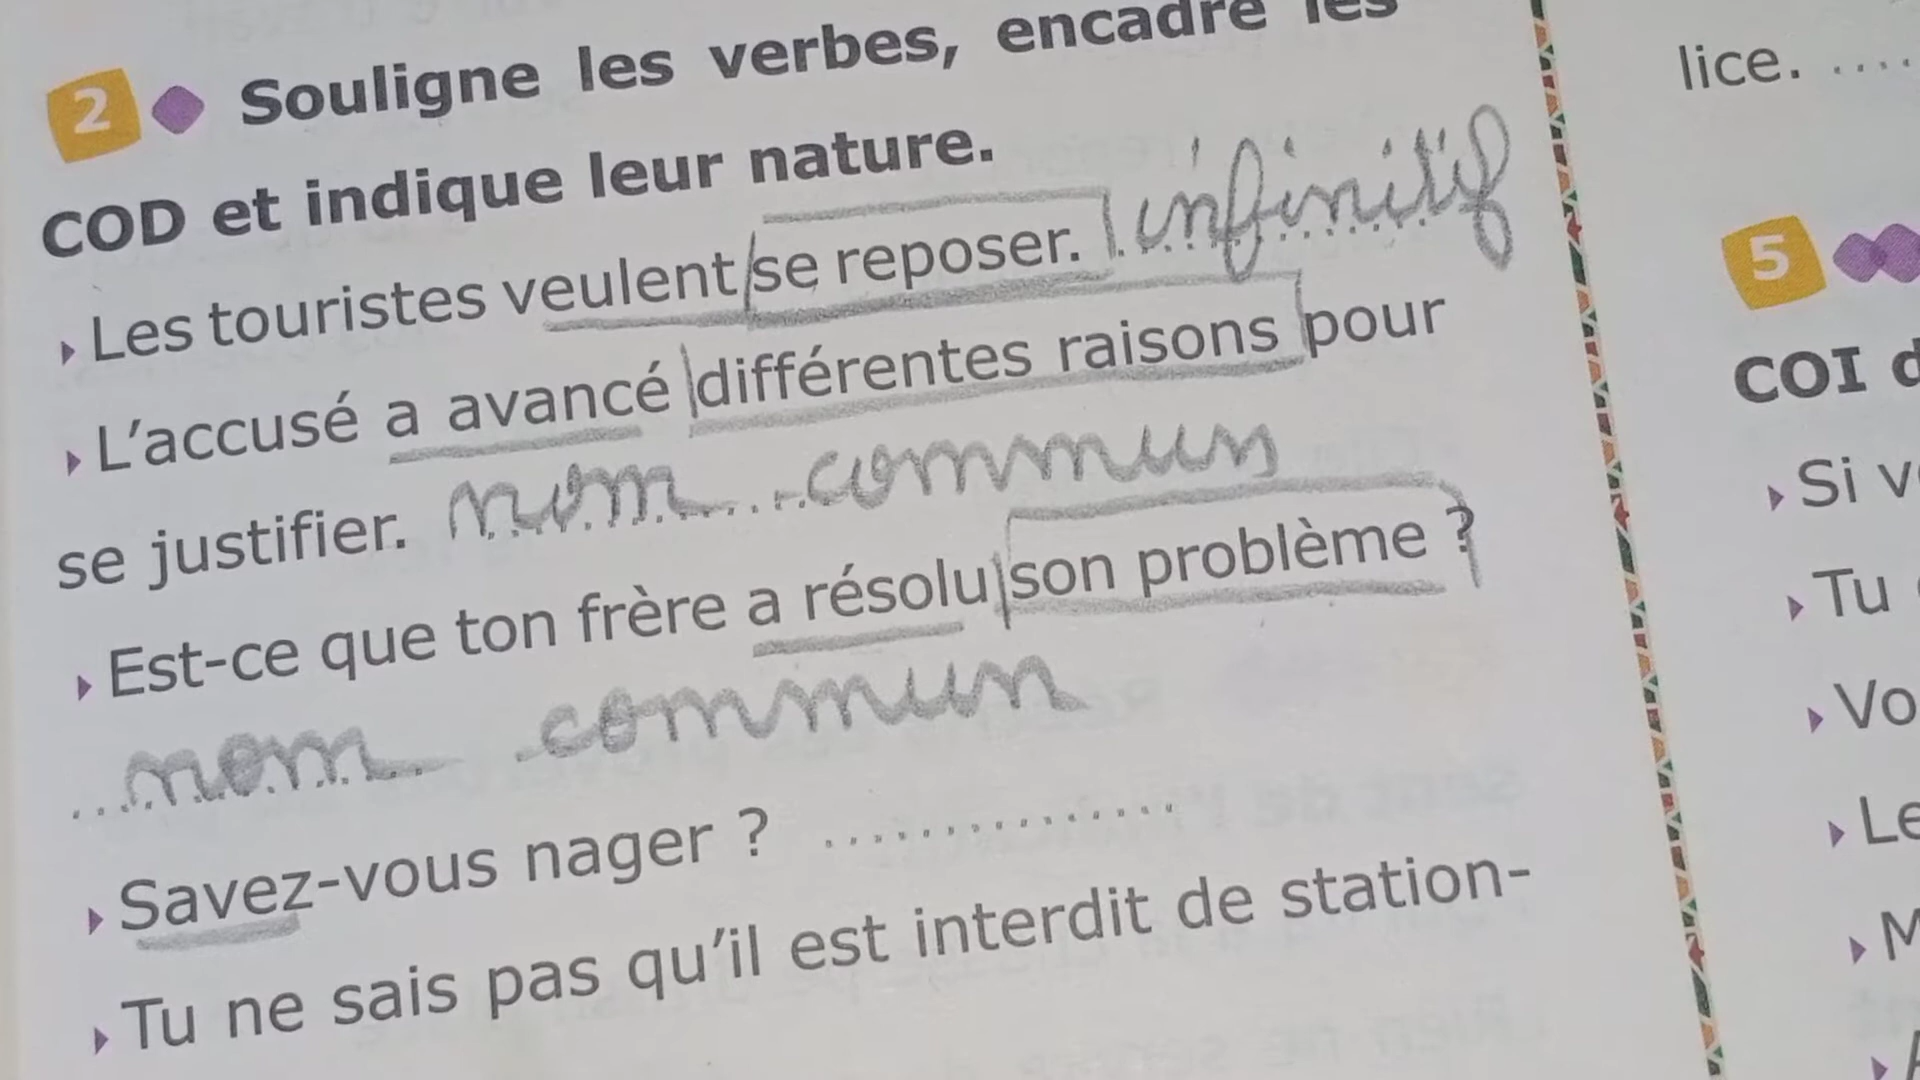 2 Souligne les verbes, encadre les
COD et indique leur nature.
Les touristes veulent se reposer. infinitif
L'accusé a avancé différentes raisons pour
se justifier. nom commun
Est-ce que ton frère a résolu son problème ?
nom commun
Savez-vous nager ? ...............
Tu ne sais pas qu'il est interdit de station-
lice. ....
5
COI d
Si v
Tu
Vo
Le
M